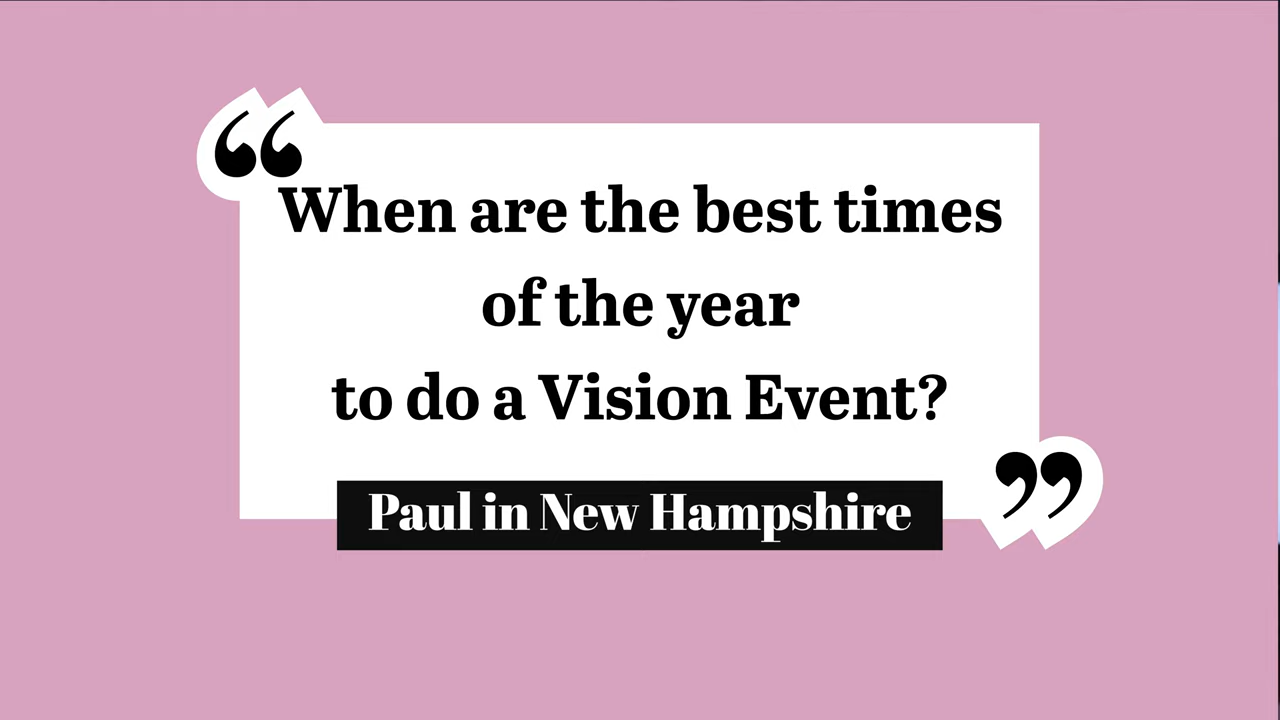 “When are the best times
of the year
to do a Vision Event?”
Paul in New Hampshire